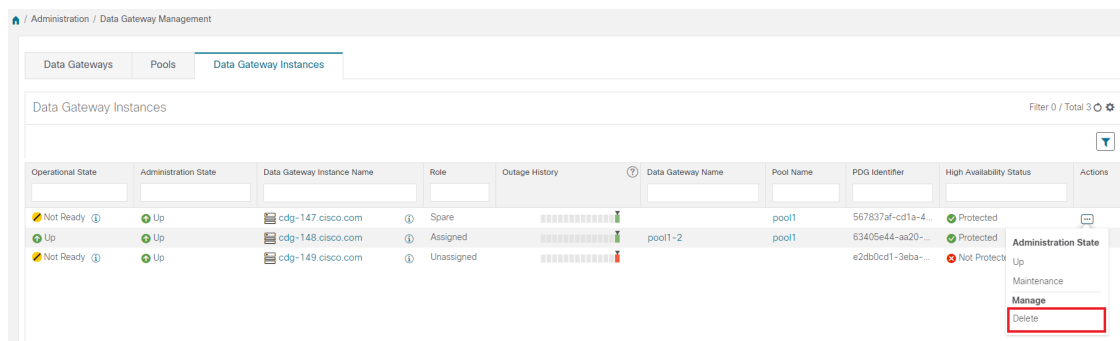 / Administration / Data Gateway Management
Data Gateways Pools Data Gateway Instances
Data Gateway Instances Filter 0 / Total 3
Operational State Administration State Data Gateway Instance Name Role Outage History ? Data Gateway Name Pool Name PDG Identifier High Availability Status Actions
Not Ready Up cdg-147.cisco.com Spare pool1 567837af-cd1a-4... Protected ...
Up Up cdg-148.cisco.com Assigned pool1-2 pool1 63405e44-aa20-... Protected
Not Ready Up cdg-149.cisco.com Unassigned e2db0cd1-3eba-... Not Protecte
Administration State
Up
Maintenance
Manage
Delete